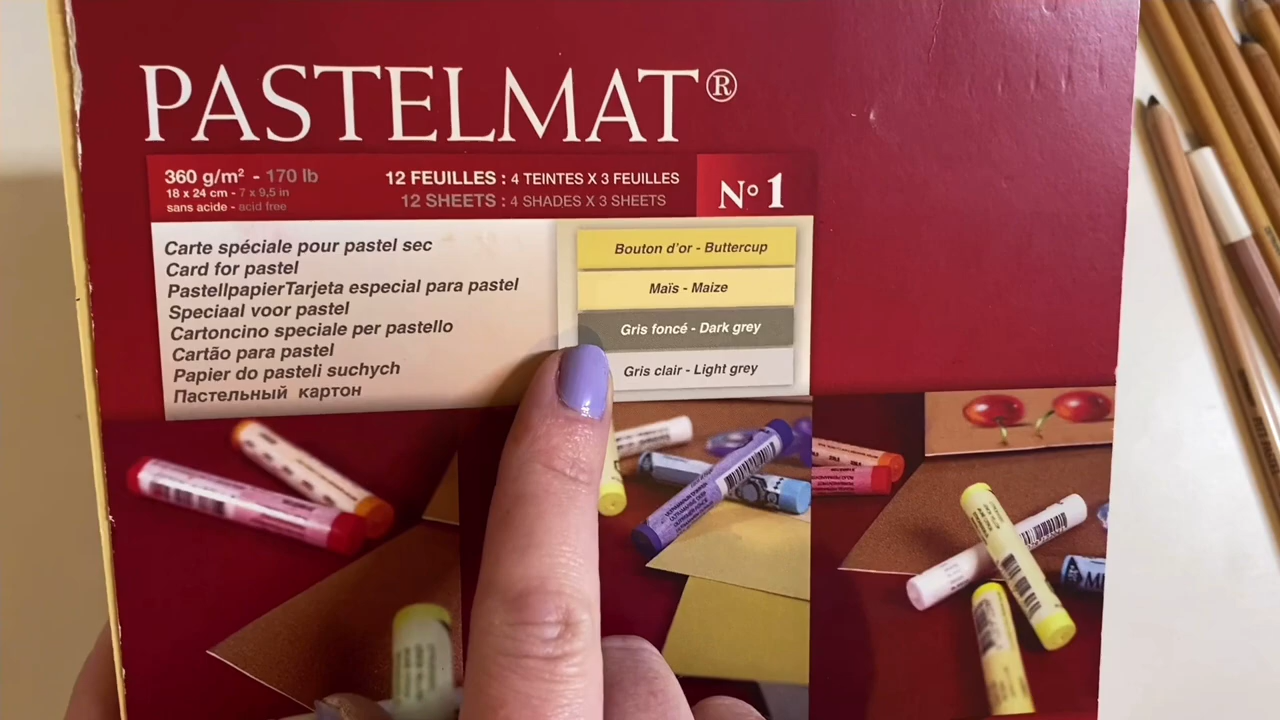 PASTELMAT®
360 g/m² - 170 lb
18 x 24 cm - 7 x 9,5 in
sans acide - acid free
12 FEUILLES : 4 TEINTES X 3 FEUILLES
12 SHEETS : 4 SHADES X 3 SHEETS
N° 1
Carte spéciale pour pastel sec
Card for pastel
PastellpapierTarjeta especial para pastel
Speciaal voor pastel
Cartoncino speciale per pastello
Cartão para pastel
Papier do pasteli suchych
Пастельный картон
Bouton d'or - Buttercup
Maïs - Maize
Gris foncé - Dark grey
Gris clair - Light grey